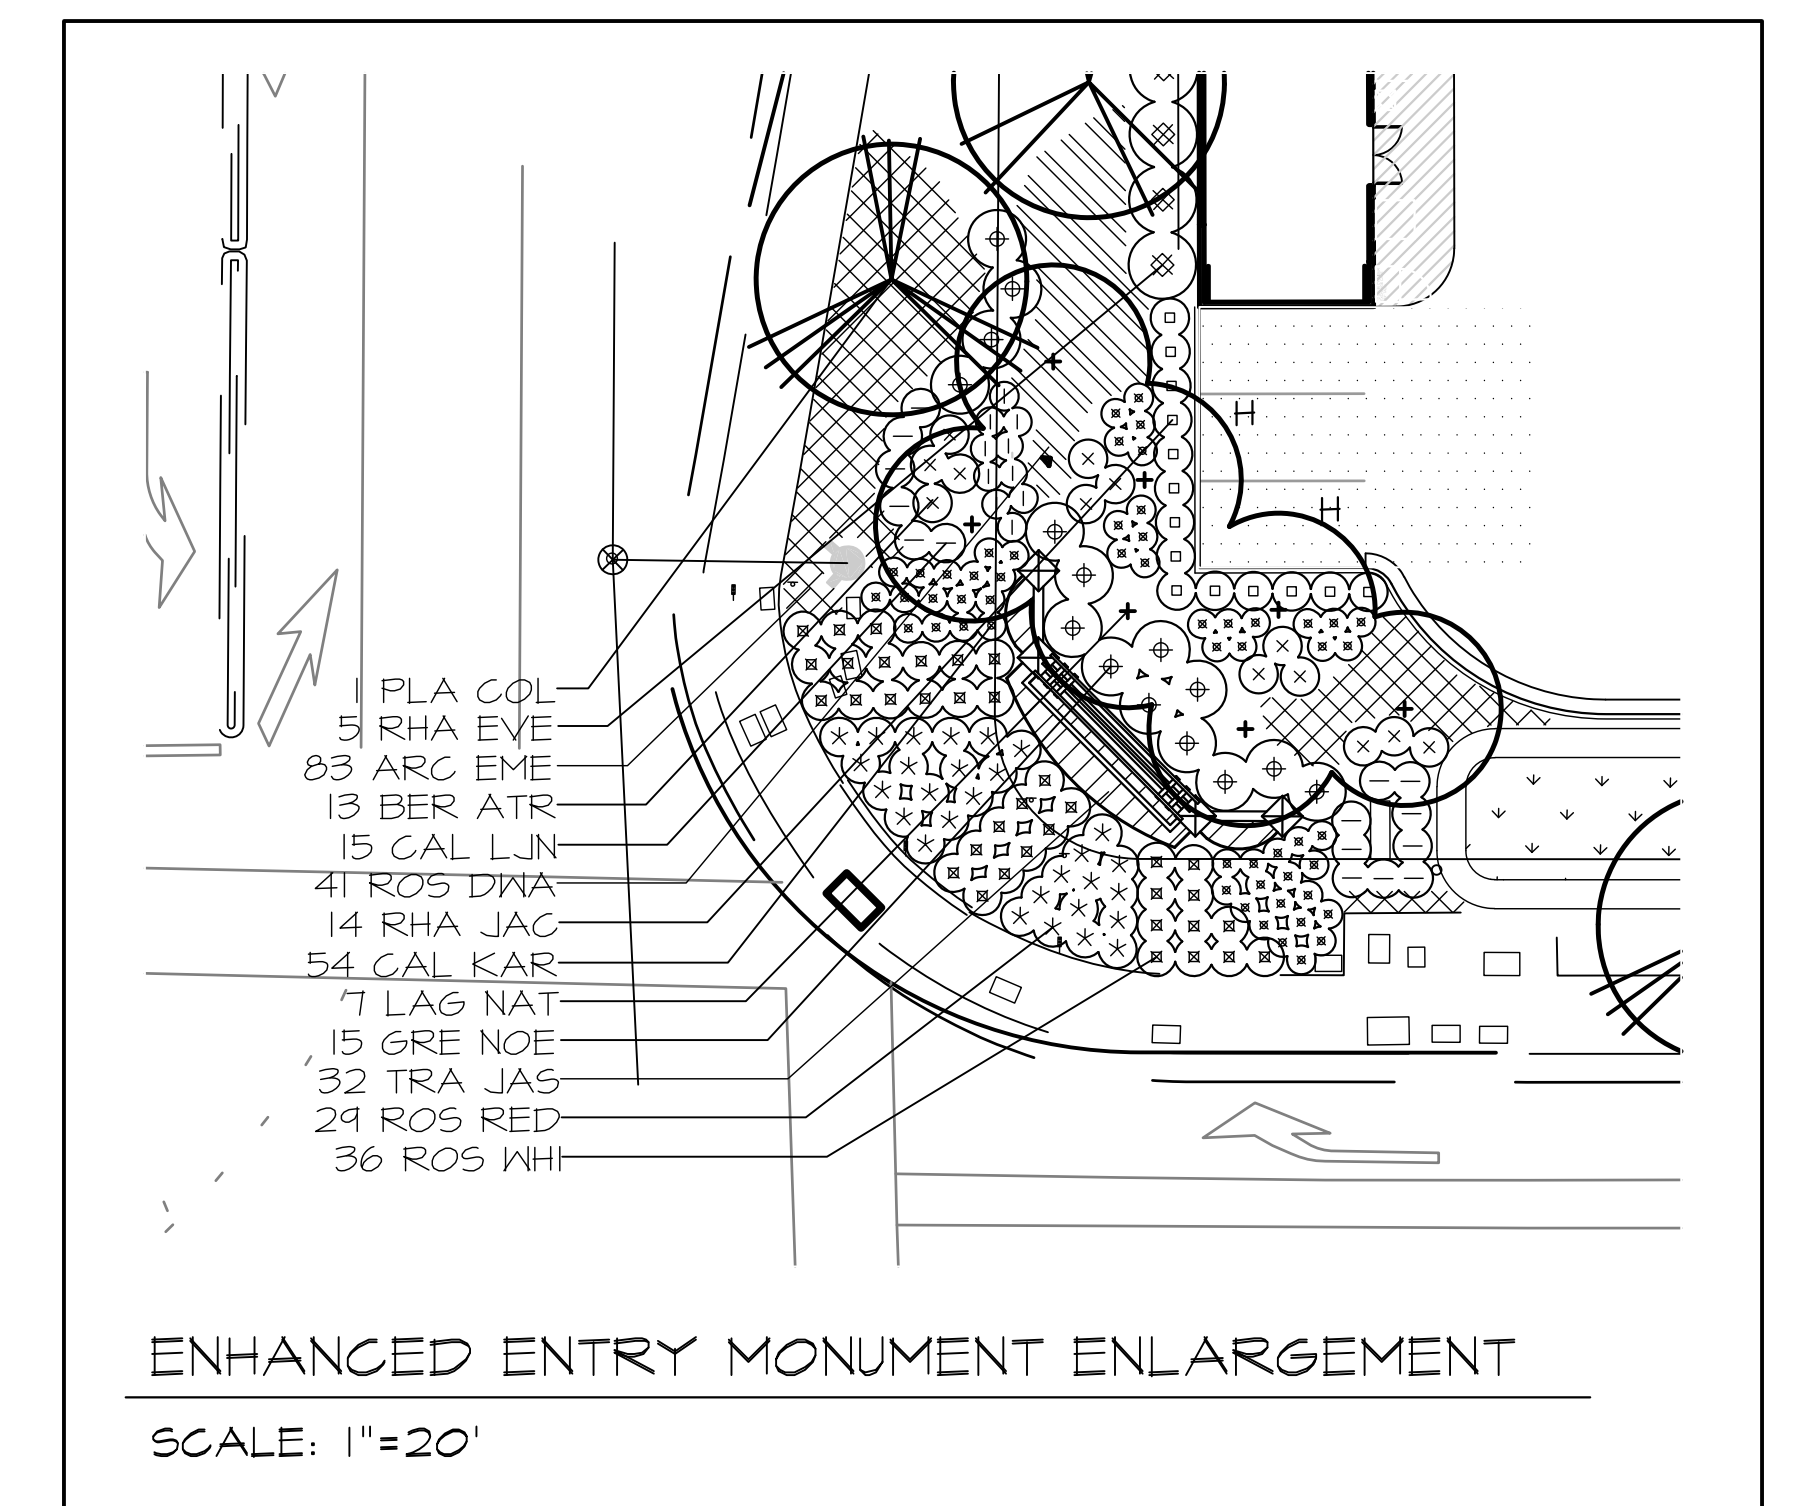 1 PLA COL
5 RHA EVE
83 ARC EME
13 BER ATR
15 CAL LJN
41 ROS DWA
14 RHA JAC
54 CAL KAR
7 LAG NAT
15 GRE NOE
32 TRA JAS
29 ROS RED
36 ROS WHI
H
H
ENHANCED ENTRY MONUMENT ENLARGEMENT
SCALE: 1"=20'